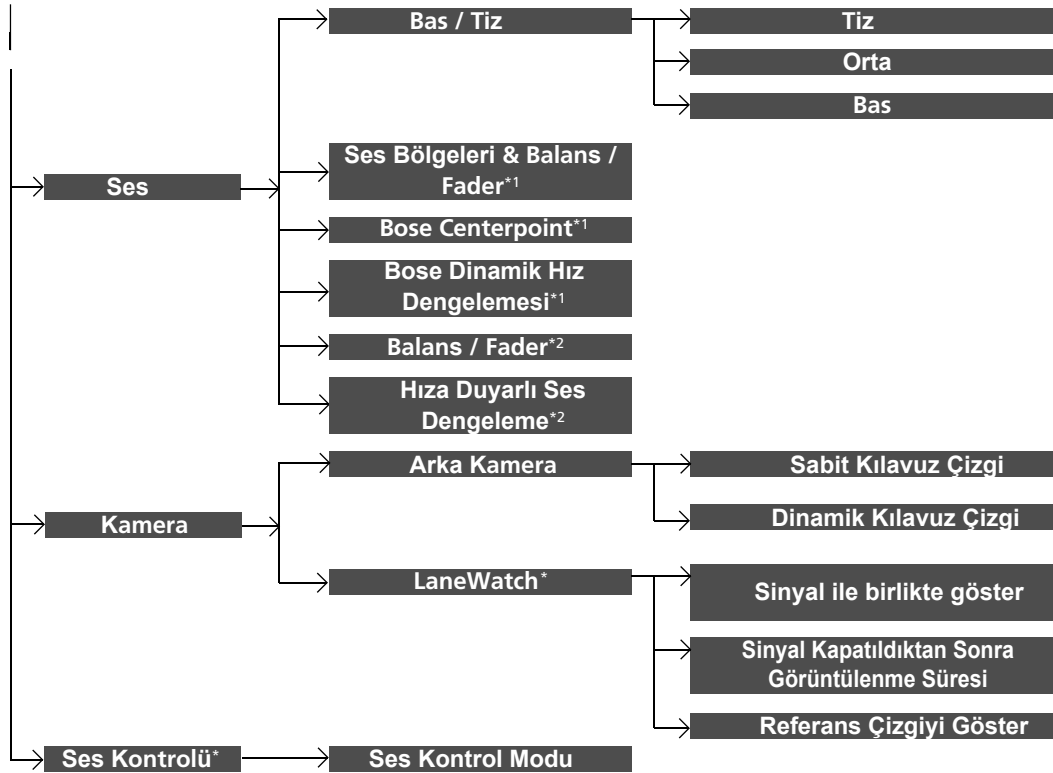 Bas / Tiz
Tiz
Orta
Bas
Ses
Ses Bölgeleri & Balans /
Fader*1
Bose Centerpoint*1
Bose Dinamik Hız
Dengelemesi*1
Balans / Fader*2
Hıza Duyarlı Ses
Dengeleme*2
Kamera
Arka Kamera
Sabit Kılavuz Çizgi
Dinamik Kılavuz Çizgi
LaneWatch*
Sinyal ile birlikte göster
Sinyal Kapatıldıktan Sonra
Görüntülenme Süresi
Referans Çizgiyi Göster
Ses Kontrolü*
Ses Kontrol Modu